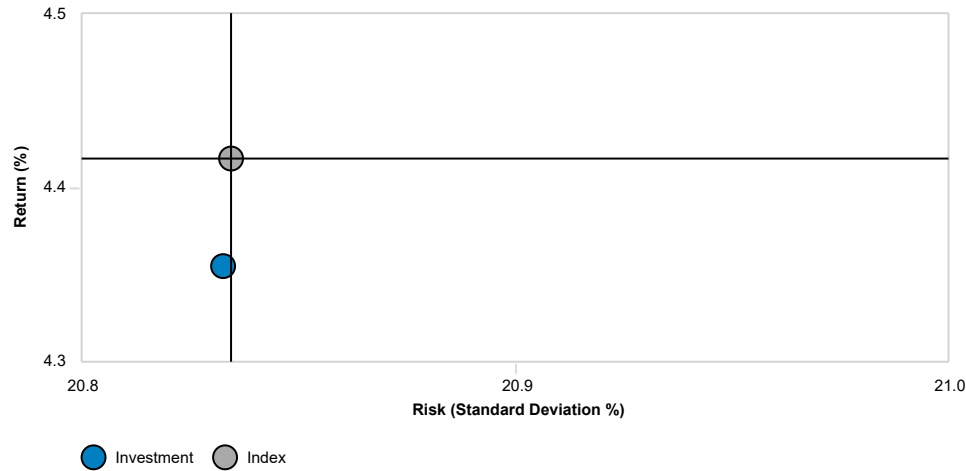 4.5
Return (%)
4.4
4.3
20.8
20.9
21.0
Risk (Standard Deviation %)
Investment
Index